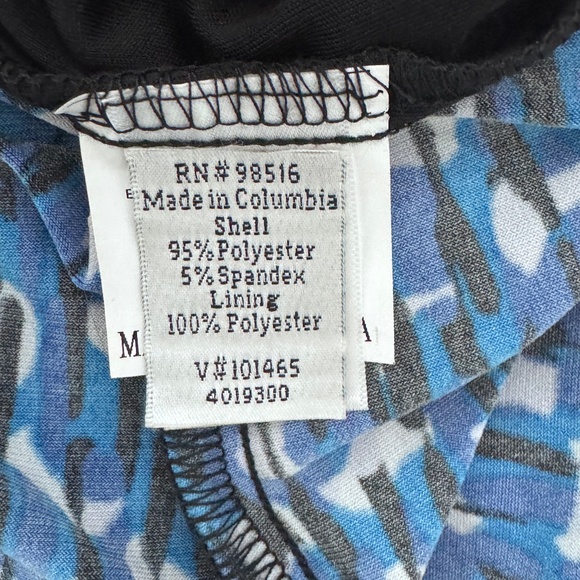 RN# 98516
Made in Columbia
Shell
95% Polyester
5% Spandex
Lining
100% Polyester
V#101465
4019300